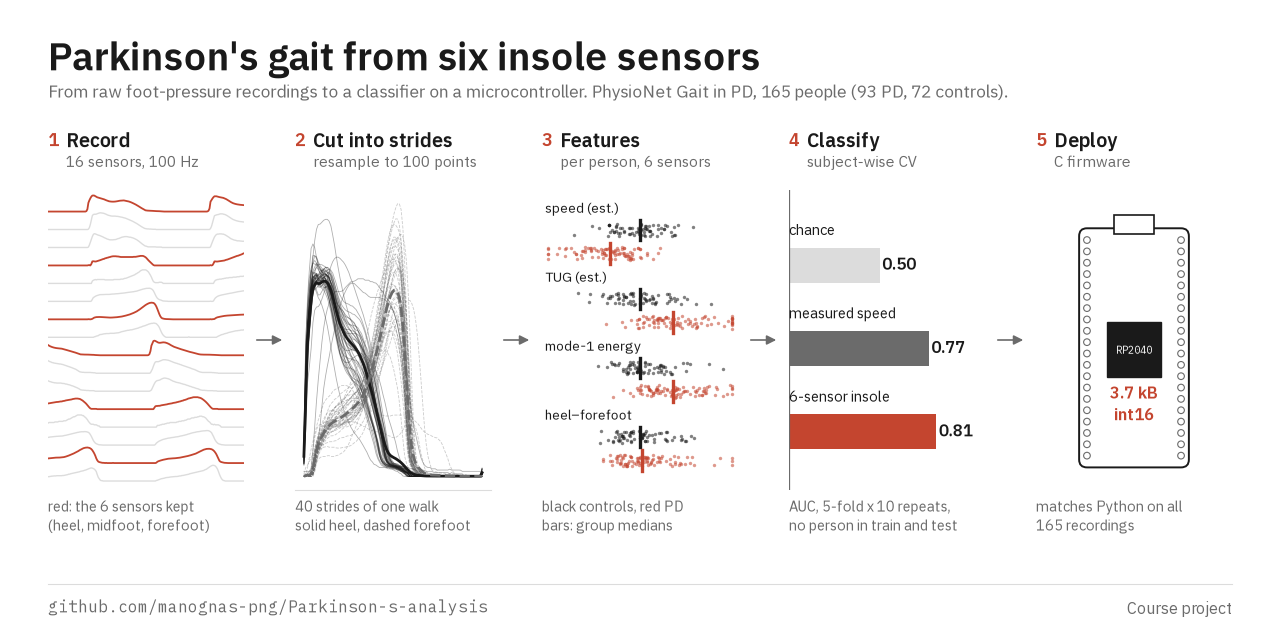 Parkinson's gait from six insole sensors
From raw foot-pressure recordings to a classifier on a microcontroller. PhysioNet Gait in PD, 165 people (93 PD, 72 controls).
1 Record
16 sensors, 100 Hz
red: the 6 sensors kept
(heel, midfoot, forefoot)
2 Cut into strides
resample to 100 points
40 strides of one walk
solid heel, dashed forefoot
3 Features
per person, 6 sensors
speed (est.)
TUG (est.)
mode-1 energy
heel–forefoot
black controls, red PD
bars: group medians
4 Classify
subject-wise CV
chance
0.50
measured speed
0.77
6-sensor insole
0.81
AUC, 5-fold x 10 repeats,
no person in train and test
5 Deploy
C firmware
RP2040
3.7 kB
int16
matches Python on all
165 recordings
github.com/manognas-png/Parkinson-s-analysis
Course project